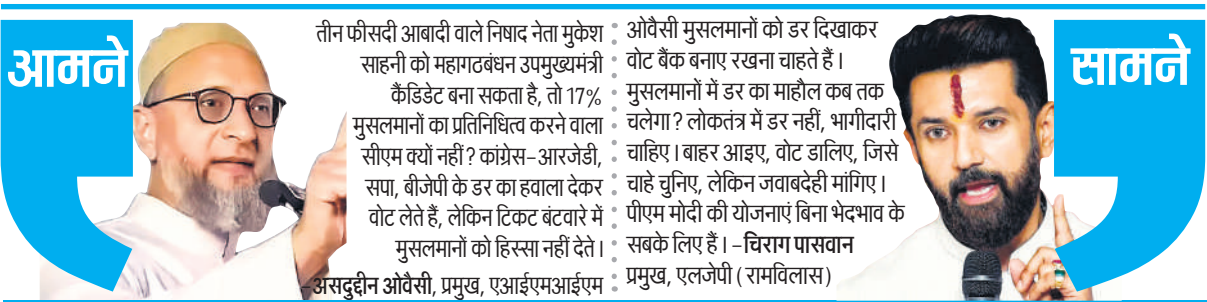 आमने
तीन फीसदी आबादी वाले निषाद नेता मुकेश
साहनी को महागठबंधन उपमुख्यमंत्री
कैंडिडेट बना सकता है, तो 17%
मुसलमानों का प्रतिनिधित्व करने वाला
सीएम क्यों नहीं? कांग्रेस-आरजेडी,
सपा, बीजेपी के डर का हवाला देकर
वोट लेते हैं, लेकिन टिकट बंटवारे में
मुसलमानों को हिस्सा नहीं देते।
-असदुद्दीन ओवैसी, प्रमुख, एआईएमआईएम
ओवैसी मुसलमानों को डर दिखाकर
वोट बैंक बनाए रखना चाहते हैं।
मुसलमानों में डर का माहौल कब तक
चलेगा? लोकतंत्र में डर नहीं, भागीदारी
चाहिए। बाहर आइए, वोट डालिए, जिसे
चाहे चुनिए, लेकिन जवाबदेही मांगिए।
पीएम मोदी की योजनाएं बिना भेदभाव के
सबके लिए हैं। -चिराग पासवान
प्रमुख, एलजेपी (रामविलास)
सामने